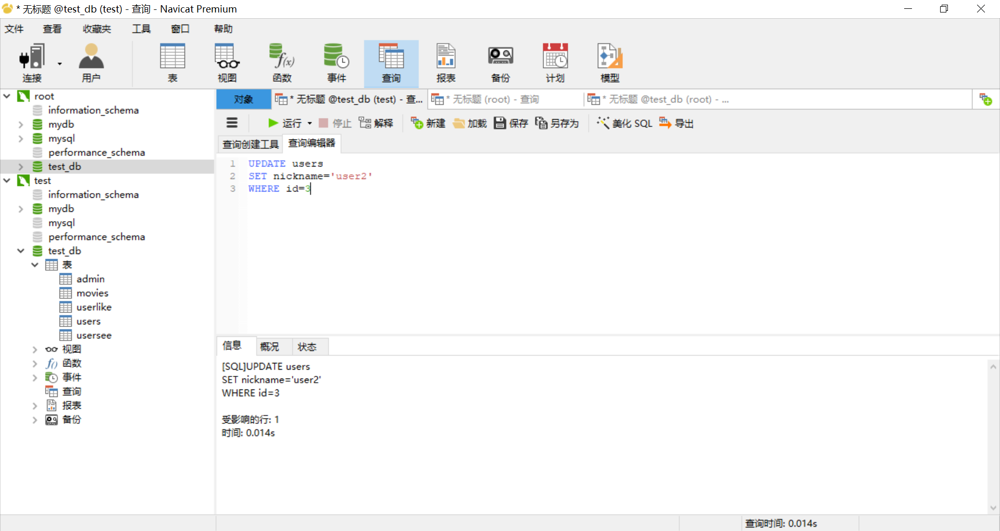 * 无标题 @test_db (test) - 查询 - Navicat Premium
文件 查看 收藏夹 工具 窗口 帮助
连接 用户 表 视图 函数 事件 查询 报表 备份 计划 模型
root
information_schema
mydb
mysql
performance_schema
test_db
test
information_schema
mydb
mysql
performance_schema
test_db
表
admin
movies
userlike
users
usersee
视图
函数
事件
查询
报表
备份
对象 * 无标题 @test_db (test) - 查... * 无标题 (root) - 查询 * 无标题 @test_db (root) - ...
运行 停止 解释 新建 加载 保存 另存为 美化 SQL 导出
查询创建工具 查询编辑器
1 UPDATE users
2 SET nickname='user2'
3 WHERE id=3
信息 概况 状态
[SQL]UPDATE users
SET nickname='user2'
WHERE id=3
受影响的行: 1
时间: 0.014s
查询时间: 0.014s